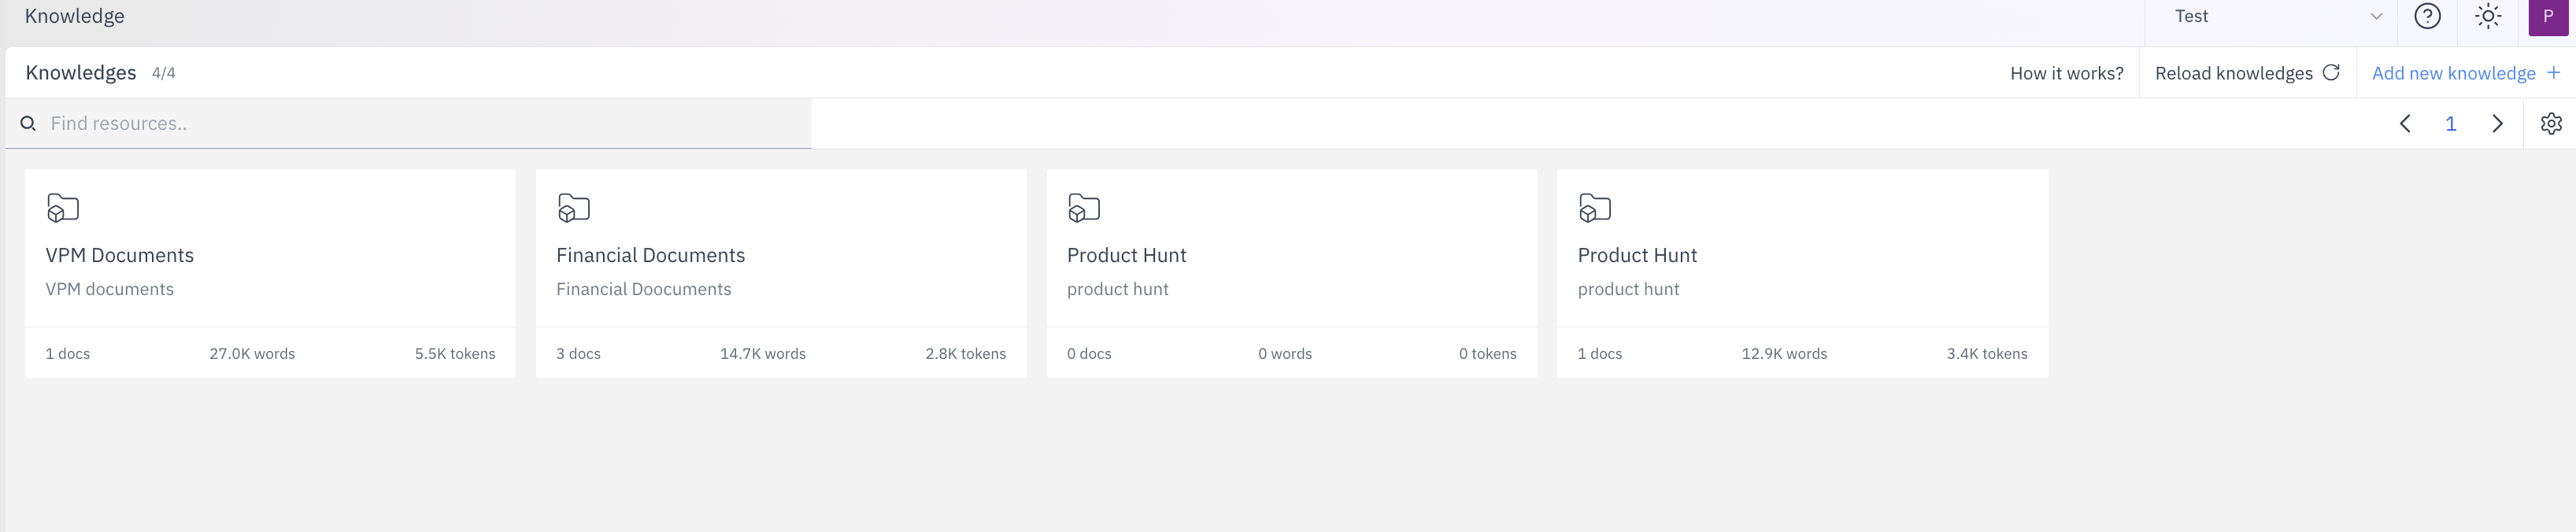 Knowledge
Test
P
Knowledges 4/4
How it works?
Reload knowledges
Add new knowledge +
Find resources..
1
VPM Documents
VPM documents
1 docs 27.0K words 5.5K tokens
Financial Documents
Financial Doocuments
3 docs 14.7K words 2.8K tokens
Product Hunt
product hunt
0 docs 0 words 0 tokens
Product Hunt
product hunt
1 docs 12.9K words 3.4K tokens